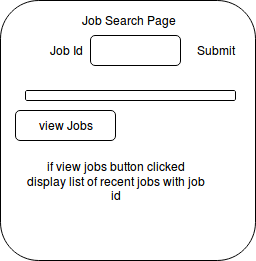 Job Search Page
Job Id Submit
view Jobs
if view jobs button clicked
display list of recent jobs with job
id